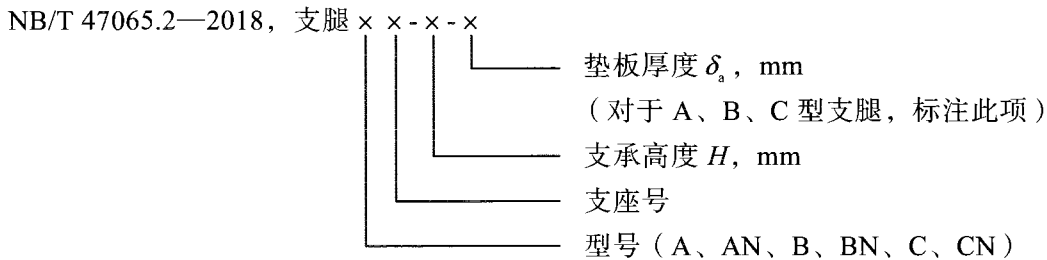 NB/T 47065.2—2018, 支腿 × × - × - ×
垫板厚度 δₐ, mm
（对于 A、B、C 型支腿，标注此项）
支承高度 H, mm
支座号
型号（A、AN、B、BN、C、CN）